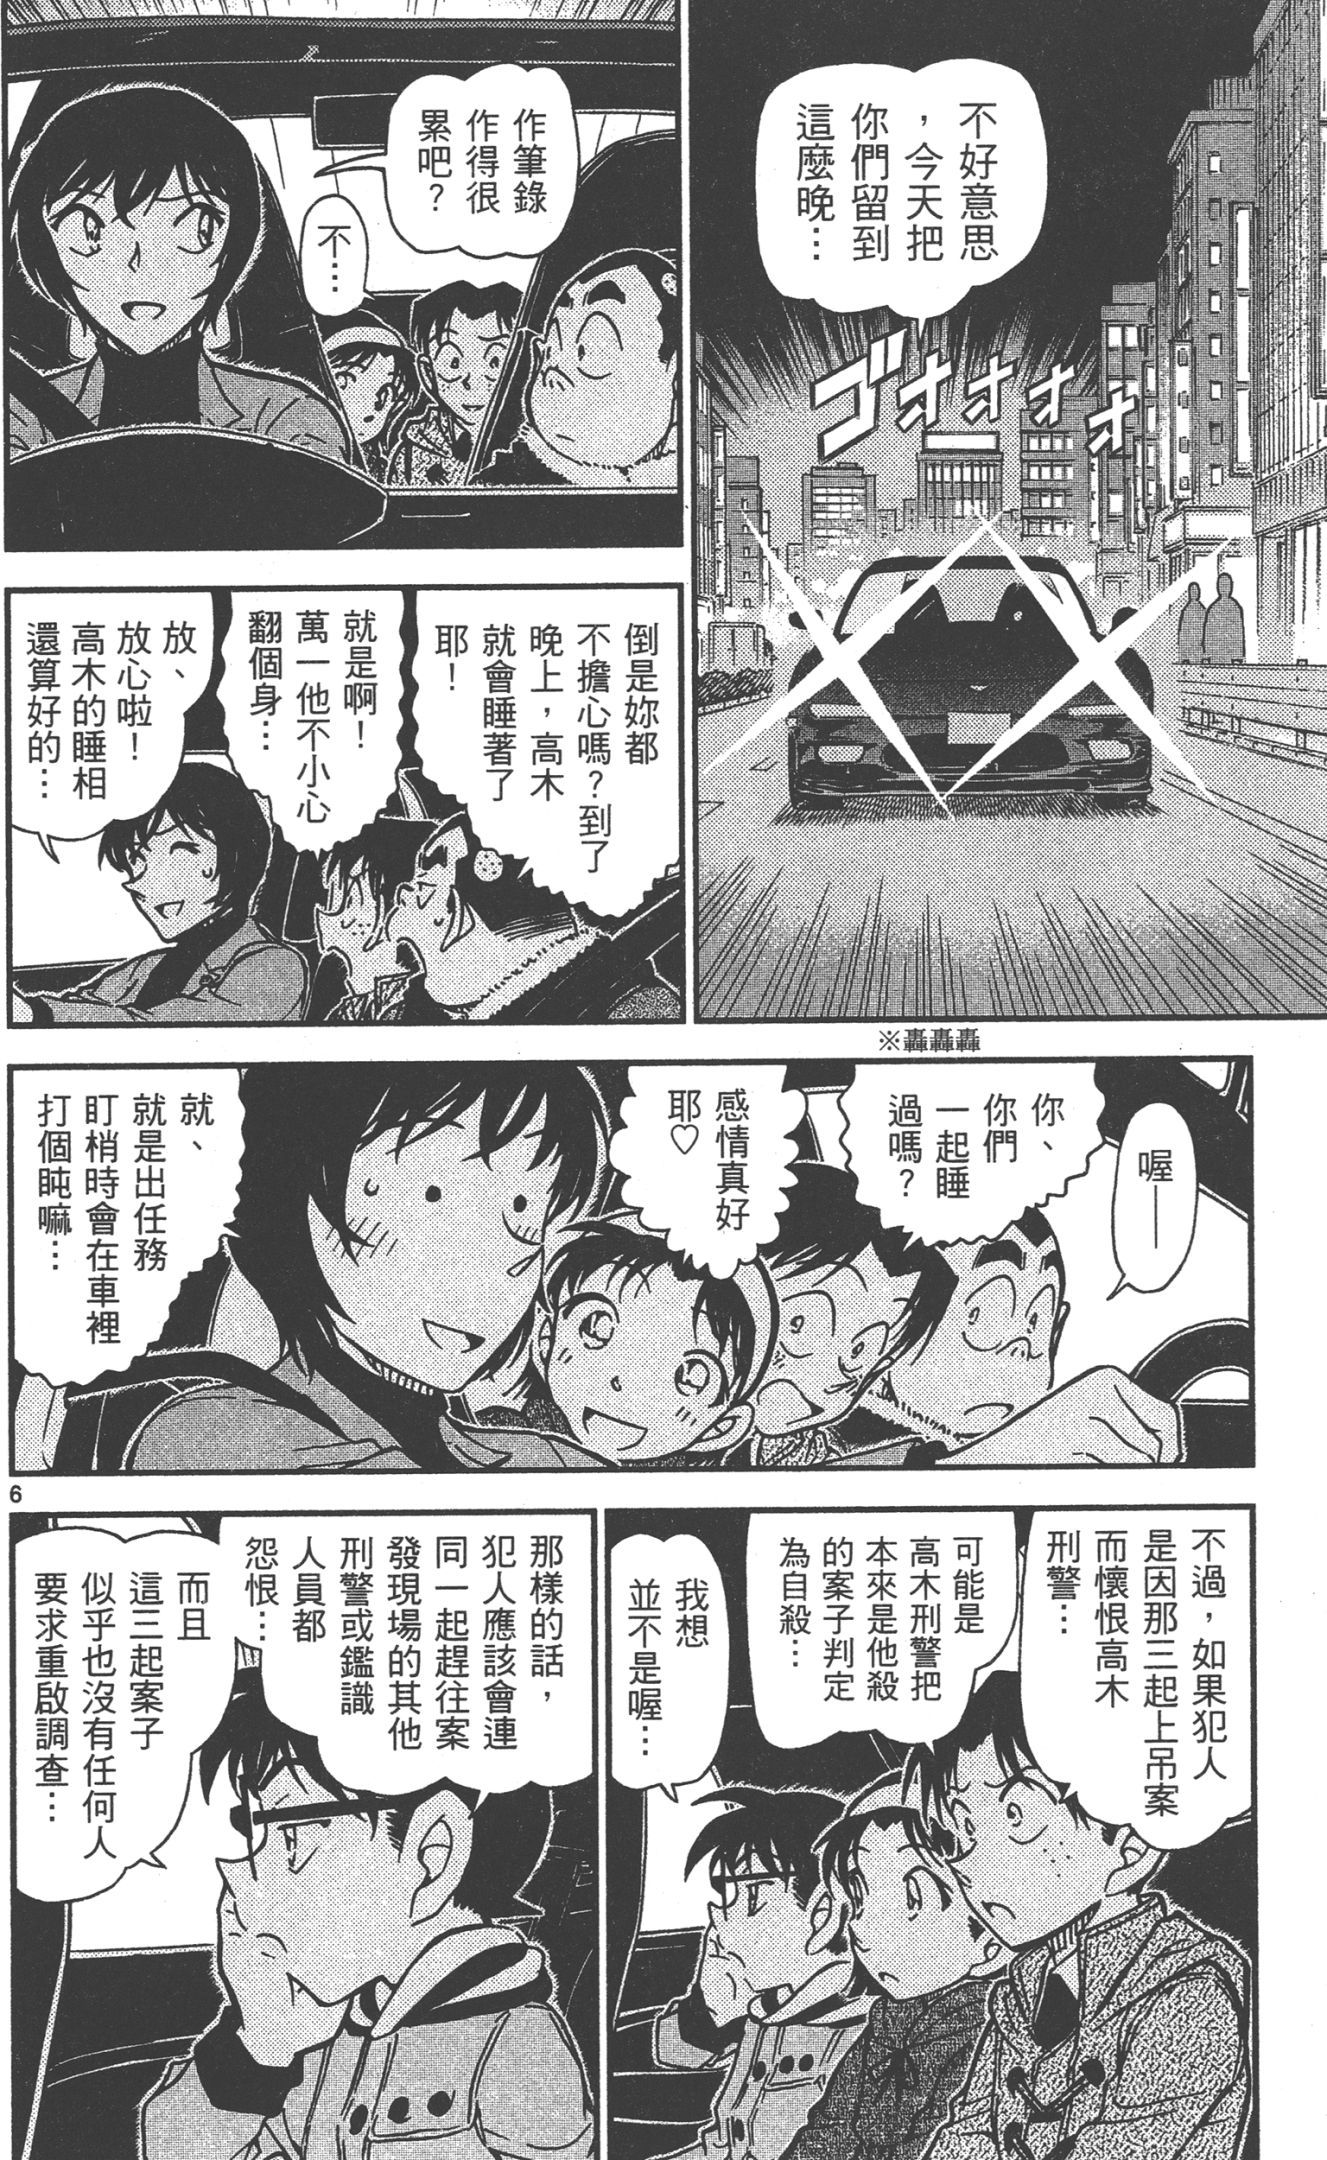 不好意思
，今天把
你們留到
這麼晚…
ゴオオオオ
※轟轟轟
作筆錄
作得很
累吧？
不…
倒是妳都
不擔心嗎？到了
晚上，高木
就會睡著了
耶！
就是啊！
萬一他不小心
翻個身…
放、
放心啦！
高木的睡相
還算好的…
喔——
你、
你們
一起睡
過嗎？
感情真好
耶♡
就、
就是出任務
盯梢時會在車裡
打個盹嘛…
6
不過，如果犯人
是因那三起上吊案
而懷恨高木
刑警…
可能是
高木刑警把
本來是他殺
的案子判定
為自殺…
我想
並不是喔…
那樣的話，
犯人應該會連
同一起趕往案
發現場的其他
刑警或鑑識
人員都
怨恨…
而且
這三起案子
似乎也沒有任何人
要求重啟調查…